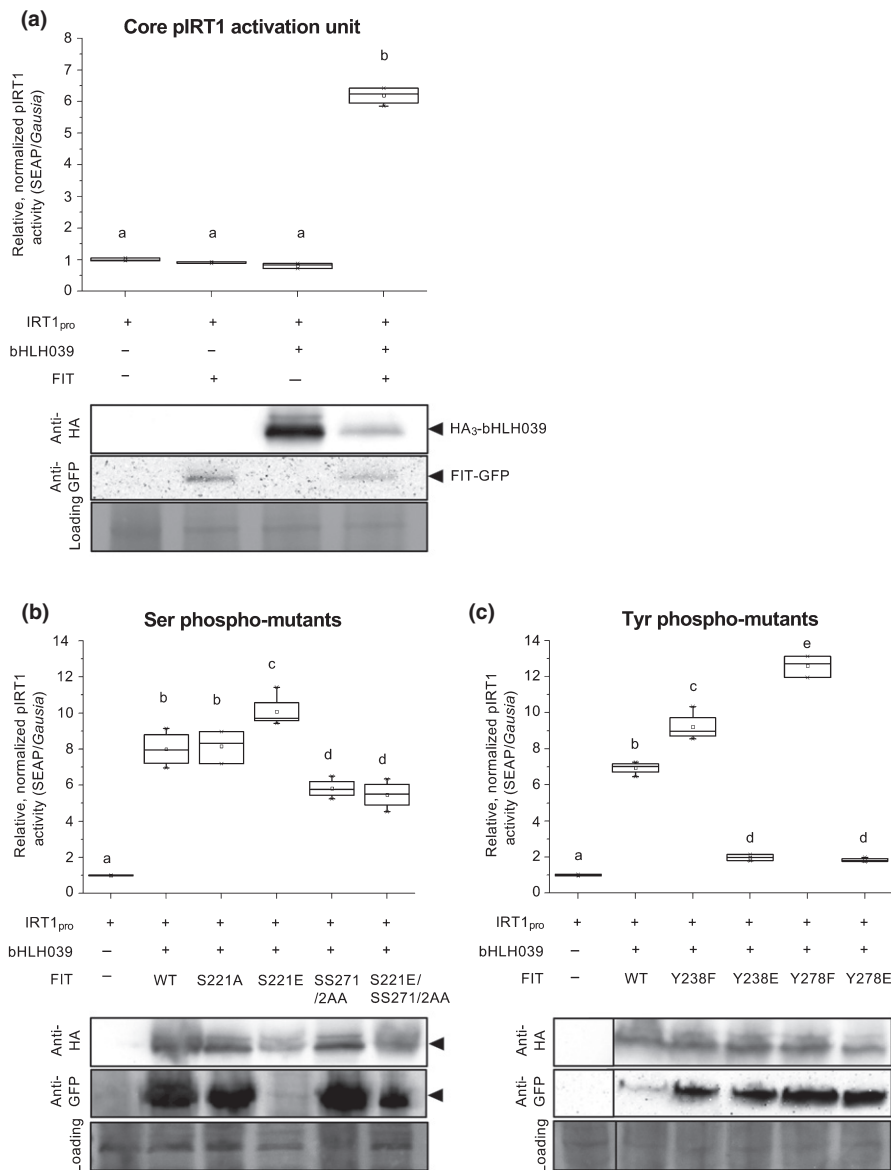 (a)
Core pIRT1 activation unit
Relative, normalized pIRT1
activity (SEAP/Gausia)
8
7
6
5
4
3
2
1
0
a
a
a
b
IRT1pro + + + +
bHLH039 – – + +
FIT – + — +
Anti-
HA
HA3-bHLH039
Anti-
GFP
FIT-GFP
Loading
(b)
Ser phospho-mutants
Relative, normalized pIRT1
activity (SEAP/Gausia)
14
12
10
8
6
4
2
0
a
b
b
c
d
d
IRT1pro + + + + + +
bHLH039 – + + + + +
FIT – WT S221A S221E SS271 S221E/
/2AA SS271/2AA
Anti-
HA
Anti-
GFP
Loading
(c)
Tyr phospho-mutants
Relative, normalized pIRT1
activity (SEAP/Gausia)
14
12
10
8
6
4
2
0
a
b
c
d
e
d
IRT1pro + + + + + +
bHLH039 – + + + + +
FIT – WT Y238F Y238E Y278F Y278E
Anti-
HA
Anti-
GFP
Loading